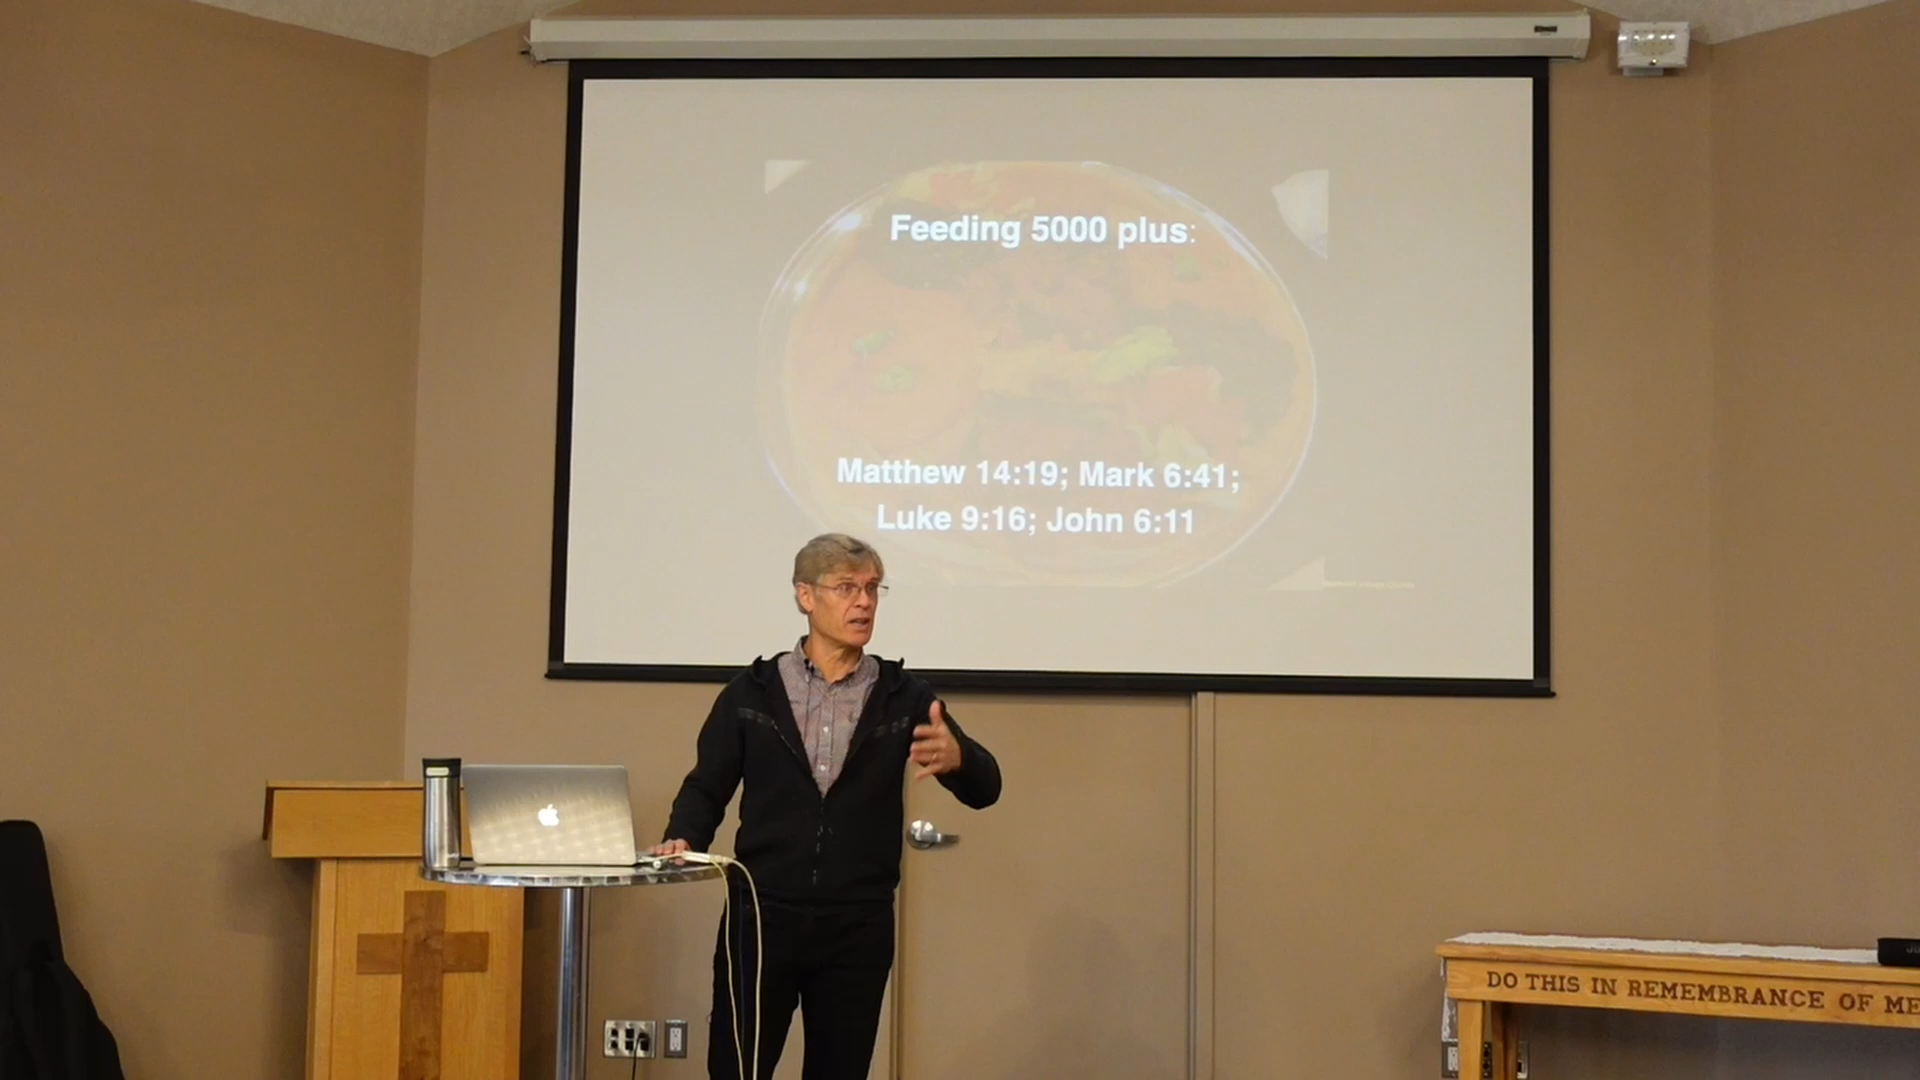 Feeding 5000 plus:
Matthew 14:19; Mark 6:41;
Luke 9:16; John 6:11
DO THIS IN REMEMBRANCE OF ME